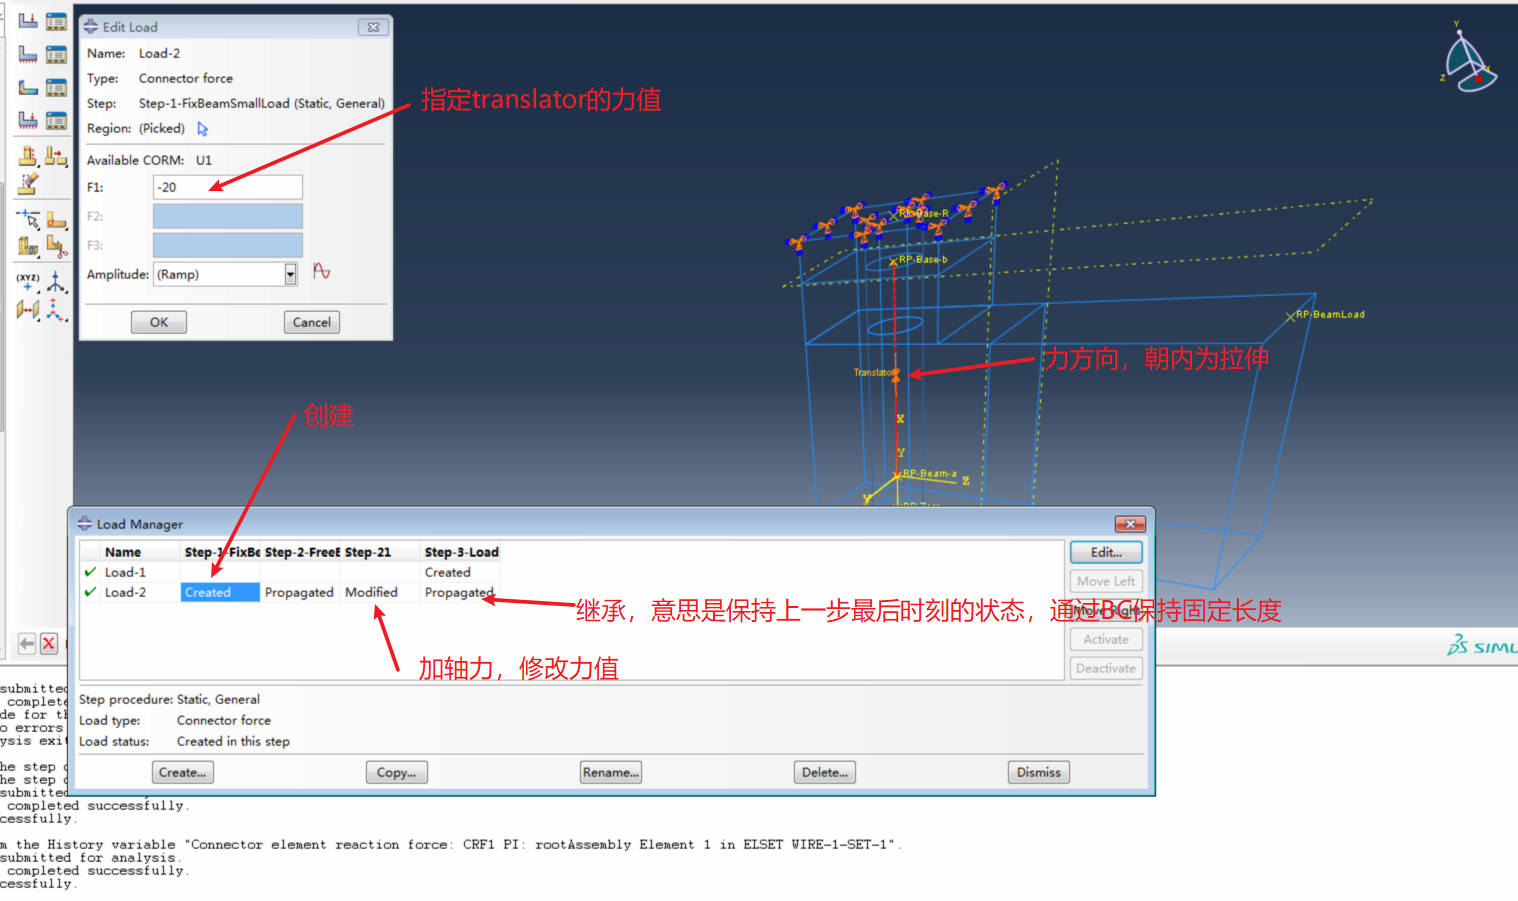 Edit Load
Name: Load-2
Type: Connector force
Step: Step-1-FixBeamSmallLoad (Static, General)
Region: (Picked)
Available CORM: U1
F1: -20
F2:
F3:
Amplitude: (Ramp)
OK Cancel
指定translator的力值
(XYZ)
Y
Z
RP-Base-R
RP-Base-b
RP-BeamLoad
力方向，朝内为拉伸
Translator
X
Y
RP-Beam-a
Z
Y
创建
Load Manager
Name Step-1-FixBe Step-2-FreeB Step-21 Step-3-Load
Load-1 Created
Load-2 Created Propagated Modified Propagated
Edit...
Move Left
Move Right
Activate
Deactivate
继承，意思是保持上一步最后时刻的状态，通过BC保持固定长度
加轴力，修改力值
Step procedure: Static, General
Load type: Connector force
Load status: Created in this step
Create... Copy... Rename... Delete... Dismiss
SIMU
submitted
complete
de for th
o errors
ysis exit
he step
he step
submitted
completed successfully.
cessfully.
m the History variable "Connector element reaction force: CRF1 PI: rootAssembly Element 1 in ELSET WIRE-1-SET-1".
submitted for analysis.
completed successfully.
cessfully.